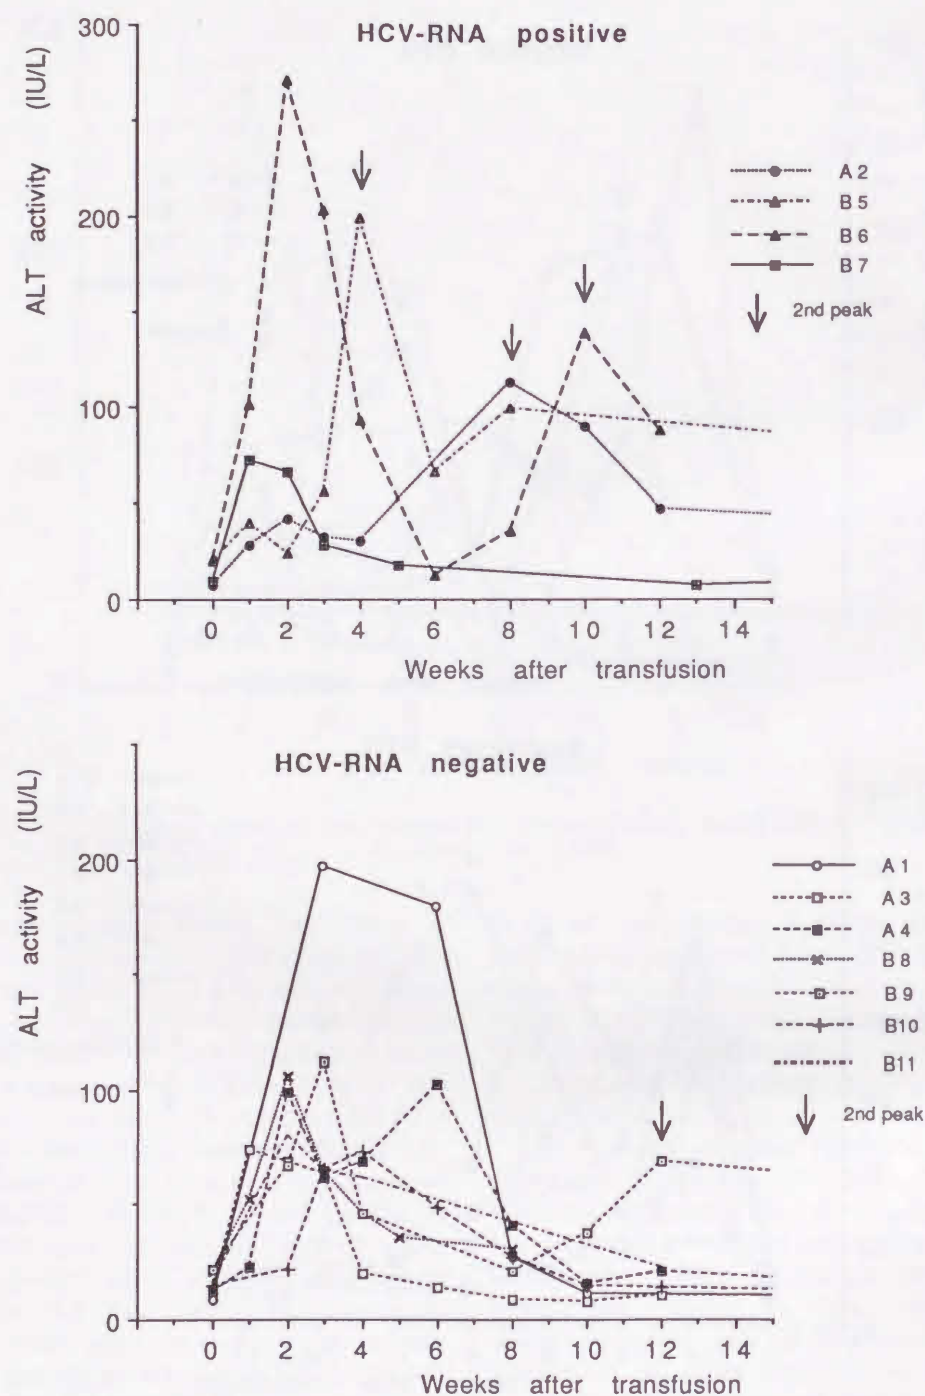 HCV-RNA positive
ALT activity (IU/L)
300
200
100
0
A 2
B 5
B 6
B 7
2nd peak
0 2 4 6 8 10 12 14
Weeks after transfusion
HCV-RNA negative
ALT activity (IU/L)
200
100
0
A 1
A 3
A 4
B 8
B 9
B10
B11
2nd peak
0 2 4 6 8 10 12 14
Weeks after transfusion